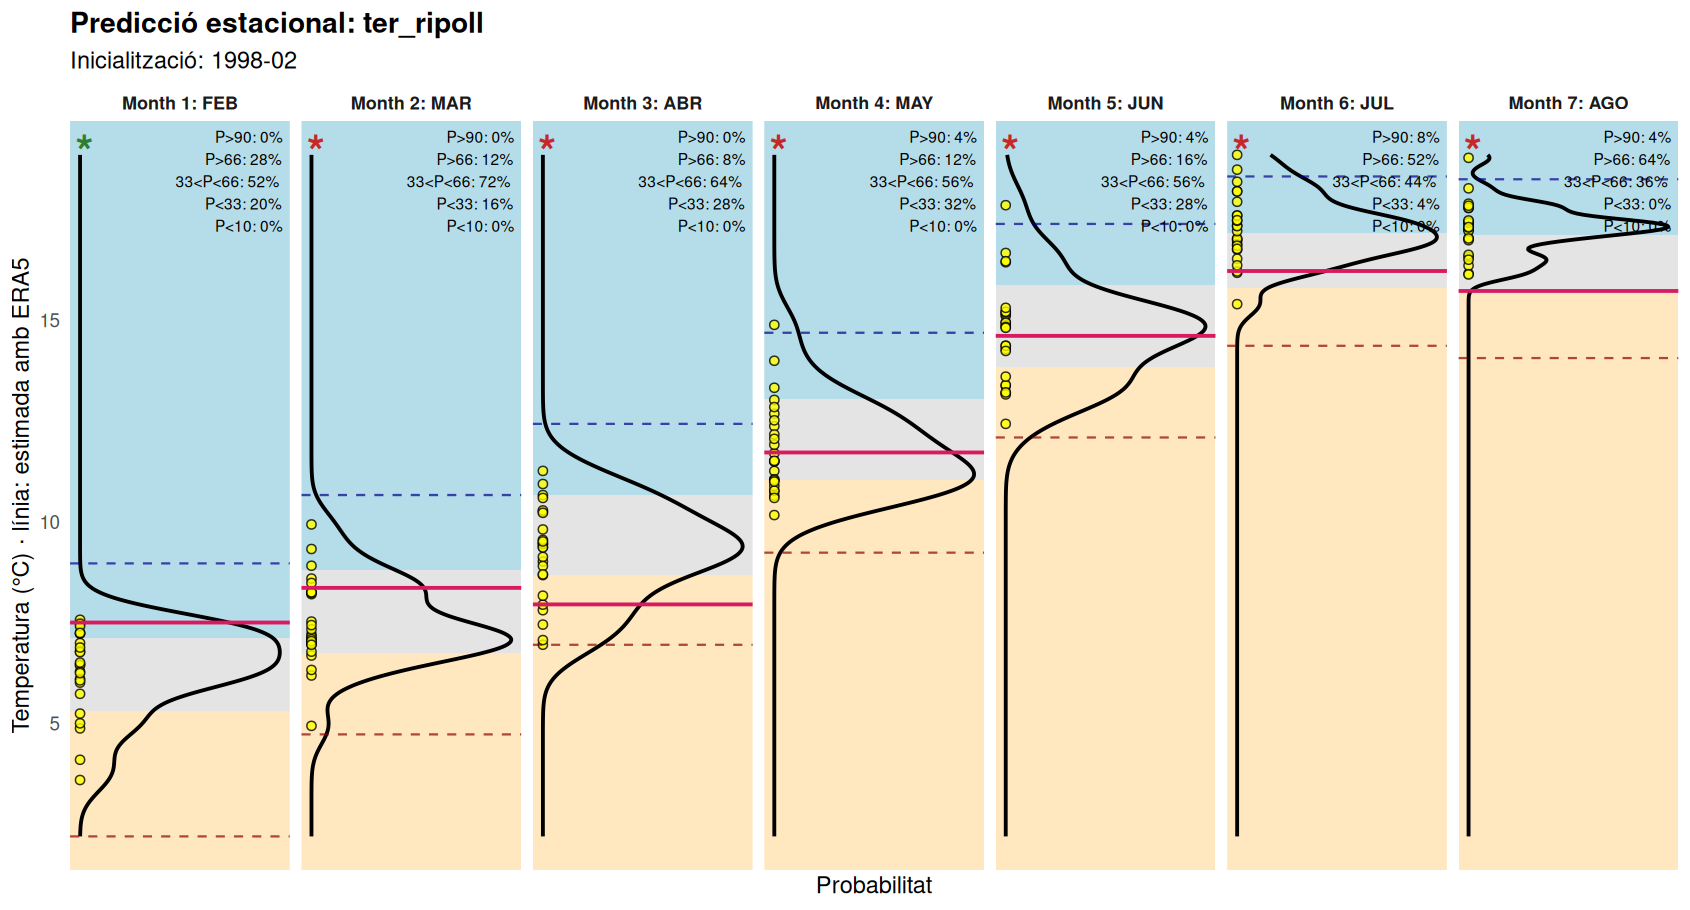 Predicció estacional: ter_ripoll
Inicialització: 1998-02
Month 1: FEB
Month 2: MAR
Month 3: ABR
Month 4: MAY
Month 5: JUN
Month 6: JUL
Month 7: AGO
*
P>90: 0%
P>66: 28%
33<P<66: 52%
P<33: 20%
P<10: 0%
*
P>90: 0%
P>66: 12%
33<P<66: 72%
P<33: 16%
P<10: 0%
*
P>90: 0%
P>66: 8%
33<P<66: 64%
P<33: 28%
P<10: 0%
*
P>90: 4%
P>66: 12%
33<P<66: 56%
P<33: 32%
P<10: 0%
*
P>90: 4%
P>66: 16%
33<P<66: 56%
P<33: 28%
P<10: 0%
*
P>90: 8%
P>66: 52%
33<P<66: 44%
P<33: 4%
P<10: 0%
*
P>90: 4%
P>66: 64%
33<P<66: 36%
P<33: 0%
P<10: 0%
15
10
5
Temperatura (°C) · línia: estimada amb ERA5
Probabilitat